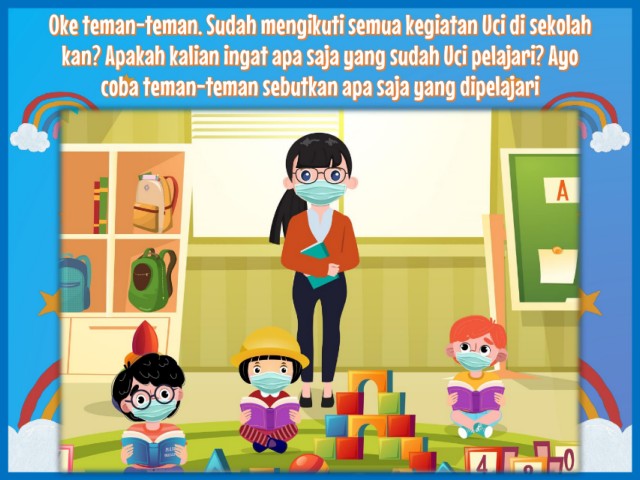 Oke teman-teman. Sudah mengikuti semua kegiatan Uci di sekolah
kan? Apakah kalian ingat apa saja yang sudah Uci pelajari? Ayo
coba teman-teman sebutkan apa saja yang dipelajari
A